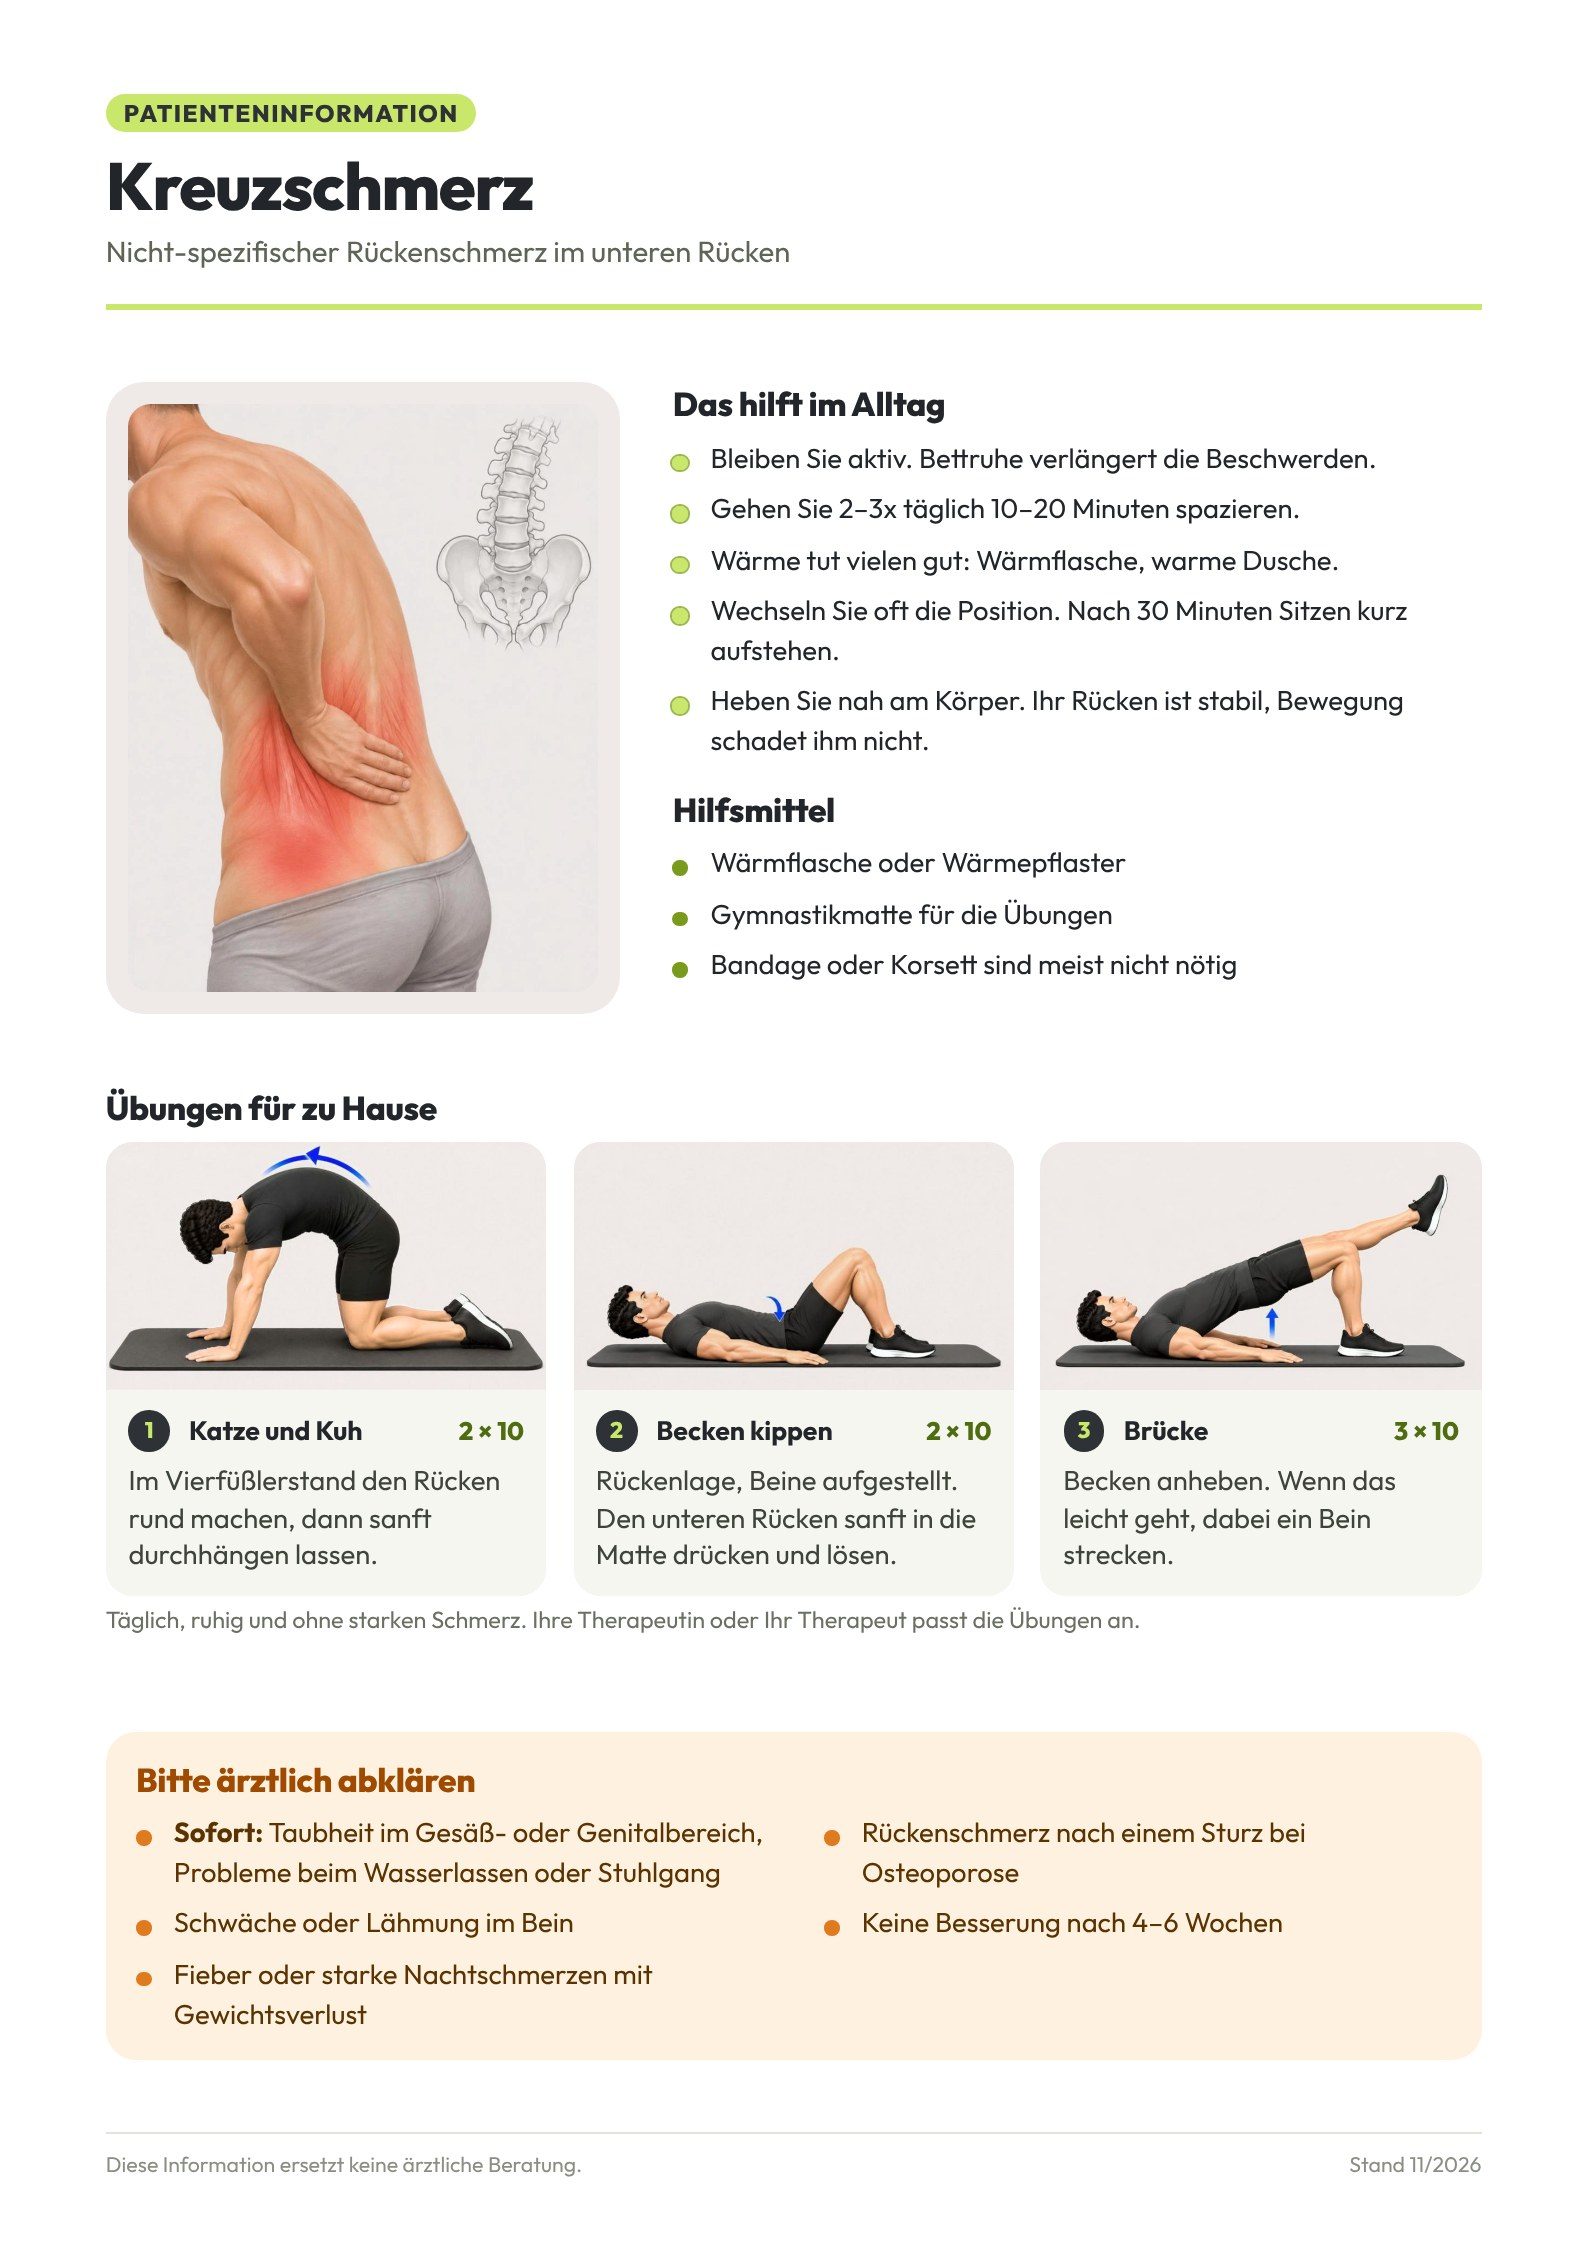 PATIENTENINFORMATION
Kreuzschmerz
Nicht-spezifischer Rückenschmerz im unteren Rücken
Das hilft im Alltag
Bleiben Sie aktiv. Bettruhe verlängert die Beschwerden.
Gehen Sie 2–3x täglich 10–20 Minuten spazieren.
Wärme tut vielen gut: Wärmflasche, warme Dusche.
Wechseln Sie oft die Position. Nach 30 Minuten Sitzen kurz
aufstehen.
Heben Sie nah am Körper. Ihr Rücken ist stabil, Bewegung
schadet ihm nicht.
Hilfsmittel
Wärmflasche oder Wärmepflaster
Gymnastikmatte für die Übungen
Bandage oder Korsett sind meist nicht nötig
Übungen für zu Hause
1 Katze und Kuh 2 × 10
Im Vierfüßlerstand den Rücken
rund machen, dann sanft
durchhängen lassen.
2 Becken kippen 2 × 10
Rückenlage, Beine aufgestellt.
Den unteren Rücken sanft in die
Matte drücken und lösen.
3 Brücke 3 × 10
Becken anheben. Wenn das
leicht geht, dabei ein Bein
strecken.
Täglich, ruhig und ohne starken Schmerz. Ihre Therapeutin oder Ihr Therapeut passt die Übungen an.
Bitte ärztlich abklären
Sofort: Taubheit im Gesäß- oder Genitalbereich,
Probleme beim Wasserlassen oder Stuhlgang
Schwäche oder Lähmung im Bein
Fieber oder starke Nachtschmerzen mit
Gewichtsverlust
Rückenschmerz nach einem Sturz bei
Osteoporose
Keine Besserung nach 4–6 Wochen
Diese Information ersetzt keine ärztliche Beratung.
Stand 11/2026